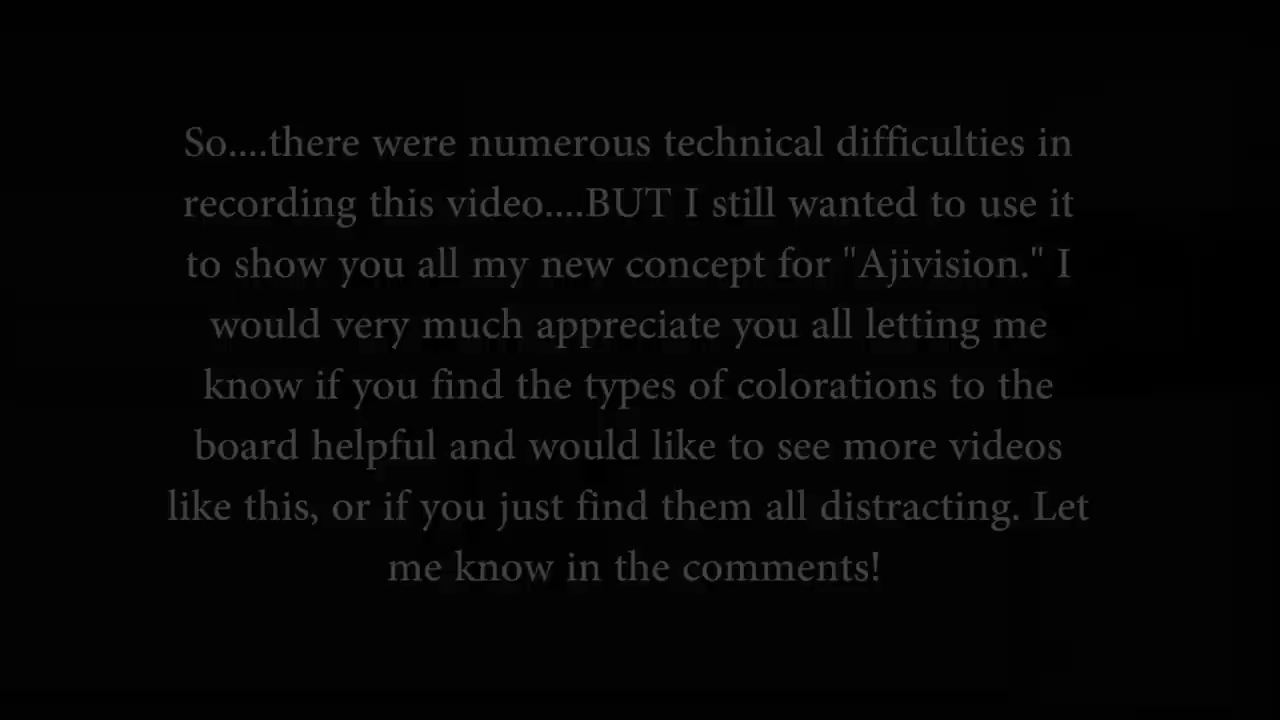 So....there were numerous technical difficulties in
recording this video....BUT I still wanted to use it
to show you all my new concept for "Ajivision." I
would very much appreciate you all letting me
know if you find the types of colorations to the
board helpful and would like to see more videos
like this, or if you just find them all distracting. Let
me know in the comments!